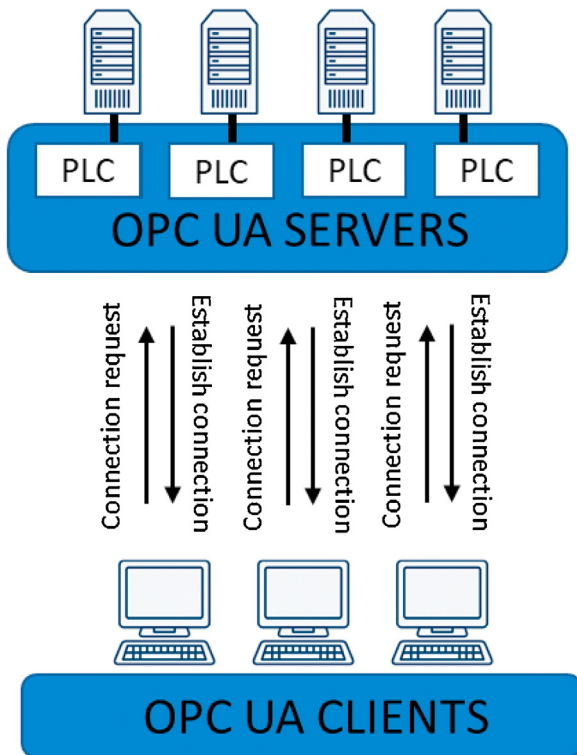 PLC
PLC
PLC
PLC
OPC UA SERVERS
Connection request
Establish connection
Connection request
Establish connection
Connection request
Establish connection
OPC UA CLIENTS